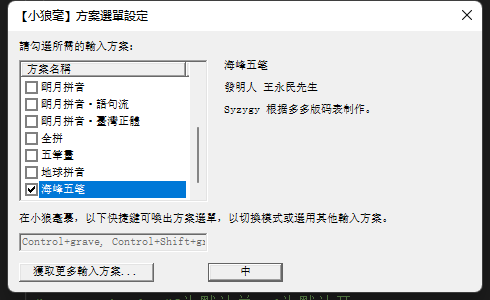 【小狼毫】方案選單設定
請勾選所需的輸入方案：
方案名稱
朙月拼音
朙月拼音·語句流
朙月拼音·臺灣正體
全拼
五筆畫
地球拼音
海峰五笔
海峰五笔
發明人 王永民先生
Syzygy 根据多多版码表制作。
在小狼毫裏，以下快捷鍵可喚出方案選單，以切換模式或選用其他輸入方案。
Control+grave, Control+Shift+gr
獲取更多輸入方案...
中